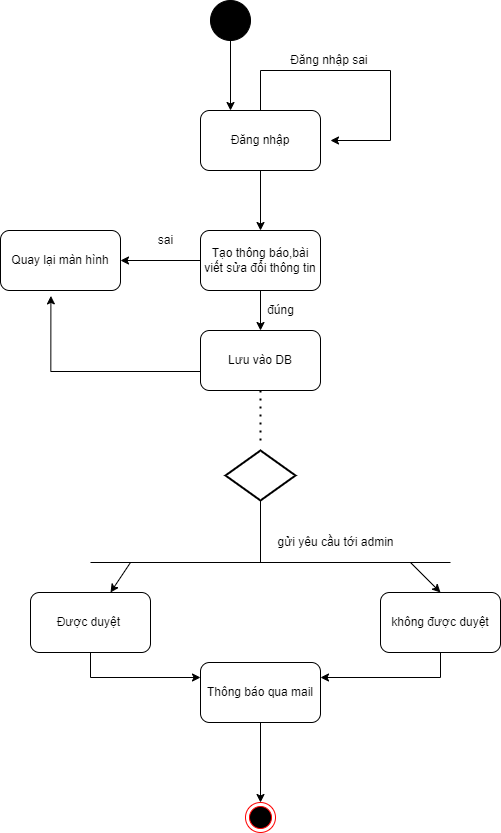 Đăng nhập sai
Đăng nhập
sai
Quay lại màn hình
Tạo thông báo,bài
viết sửa đổi thông tin
đúng
Lưu vào DB
gửi yêu cầu tới admin
Được duyệt
không được duyệt
Thông báo qua mail